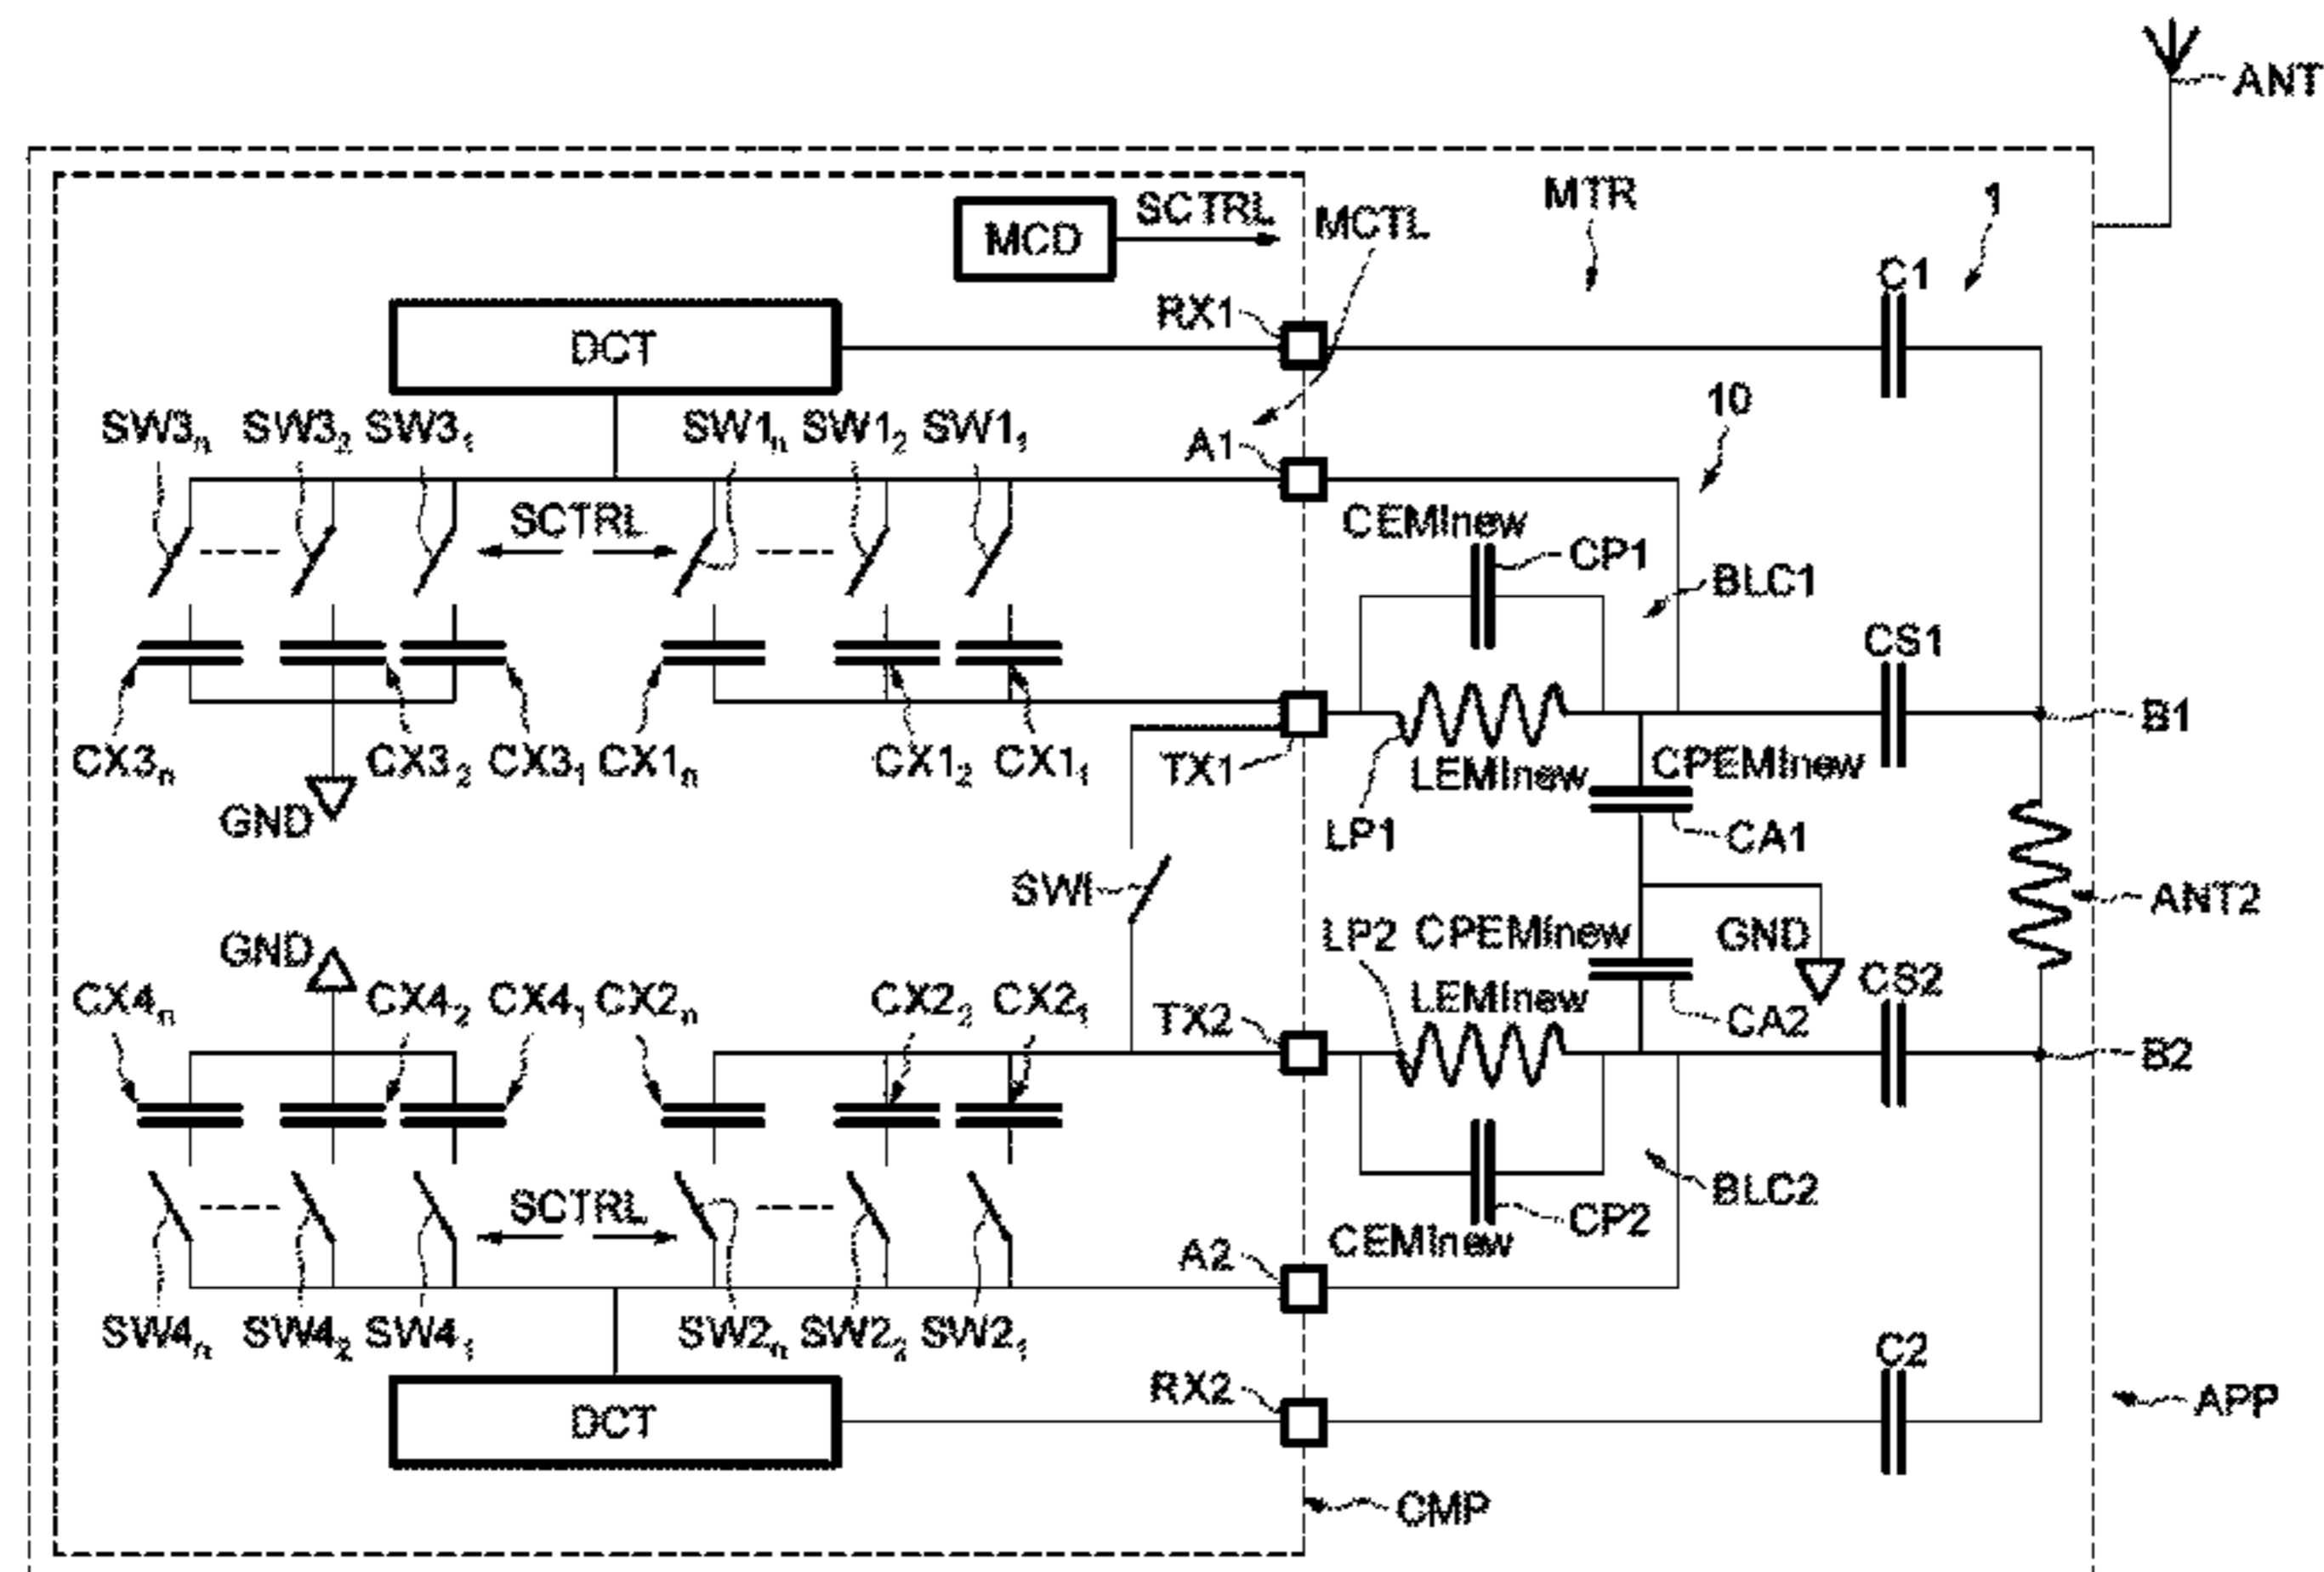 ANT
MCD
SCTRL
MCTL
MTR
1
C1
RX1
DCT
10
SW3n SW32 SW31 SW1n SW12 SW11
A1
SCTRL
CEMInew
CP1
BLC1
CS1
B1
CX3n CX32 CX31 CX1n CX12 CX11
TX1
LEMInew
CPEMInew
GND
LP1
CA1
SWI
ANT2
GND
LP2
CPEMInew
GND
CX4n CX42 CX41 CX2n CX22 CX21
TX2
LEMInew
CA2
CS2
B2
SCTRL
BLC2
CP2
CEMInew
A2
SW4n SW42 SW41 SW2n SW22 SW21
C2
RX2
DCT
APP
CMP